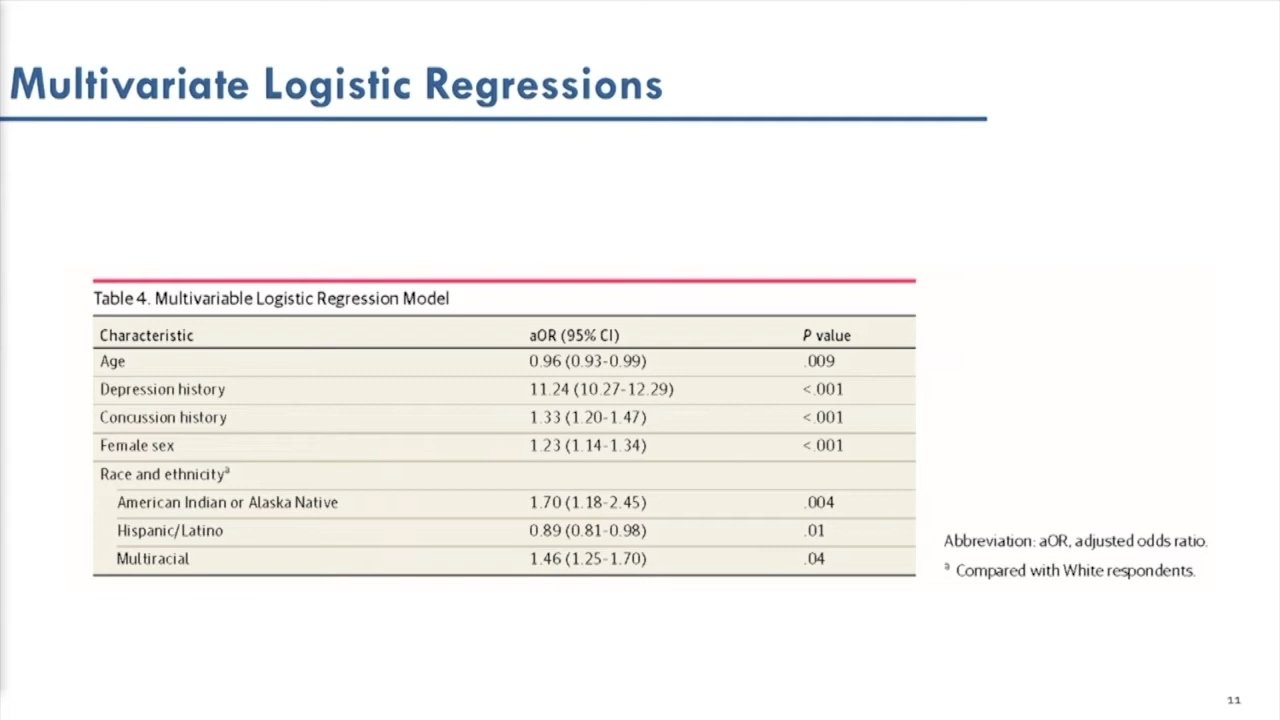 Multivariate Logistic Regressions
Table 4. Multivariable Logistic Regression Model
Characteristic aOR (95% CI) P value
Age 0.96 (0.93-0.99) .009
Depression history 11.24 (10.27-12.29) <.001
Concussion history 1.33 (1.20-1.47) <.001
Female sex 1.23 (1.14-1.34) <.001
Race and ethnicityª
American Indian or Alaska Native 1.70 (1.18-2.45) .004
Hispanic/Latino 0.89 (0.81-0.98) .01
Multiracial 1.46 (1.25-1.70) .04
Abbreviation: aOR, adjusted odds ratio.
ª Compared with White respondents.
11